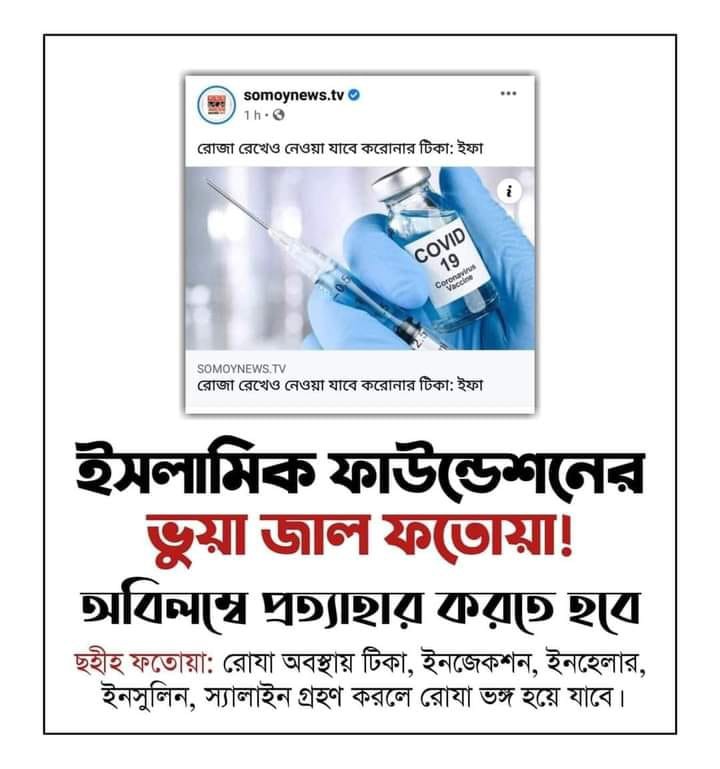 somoynews.tv
1 h
রোজা রেখেও নেওয়া যাবে করোনার টিকা: ইফা
COVID
19
Coronavirus
Vaccine
SOMOYNEWS.TV
রোজা রেখেও নেওয়া যাবে করোনার টিকা: ইফা
ইসলামিক ফাউন্ডেশনের
ভুয়া জাল ফতোয়া!
অবিলম্বে প্রত্যাহার করতে হবে
ছহীহ ফতোয়া: রোযা অবস্থায় টিকা, ইনজেকশন, ইনহেলার,
ইনসুলিন, স্যালাইন গ্রহণ করলে রোযা ভঙ্গ হয়ে যাবে।